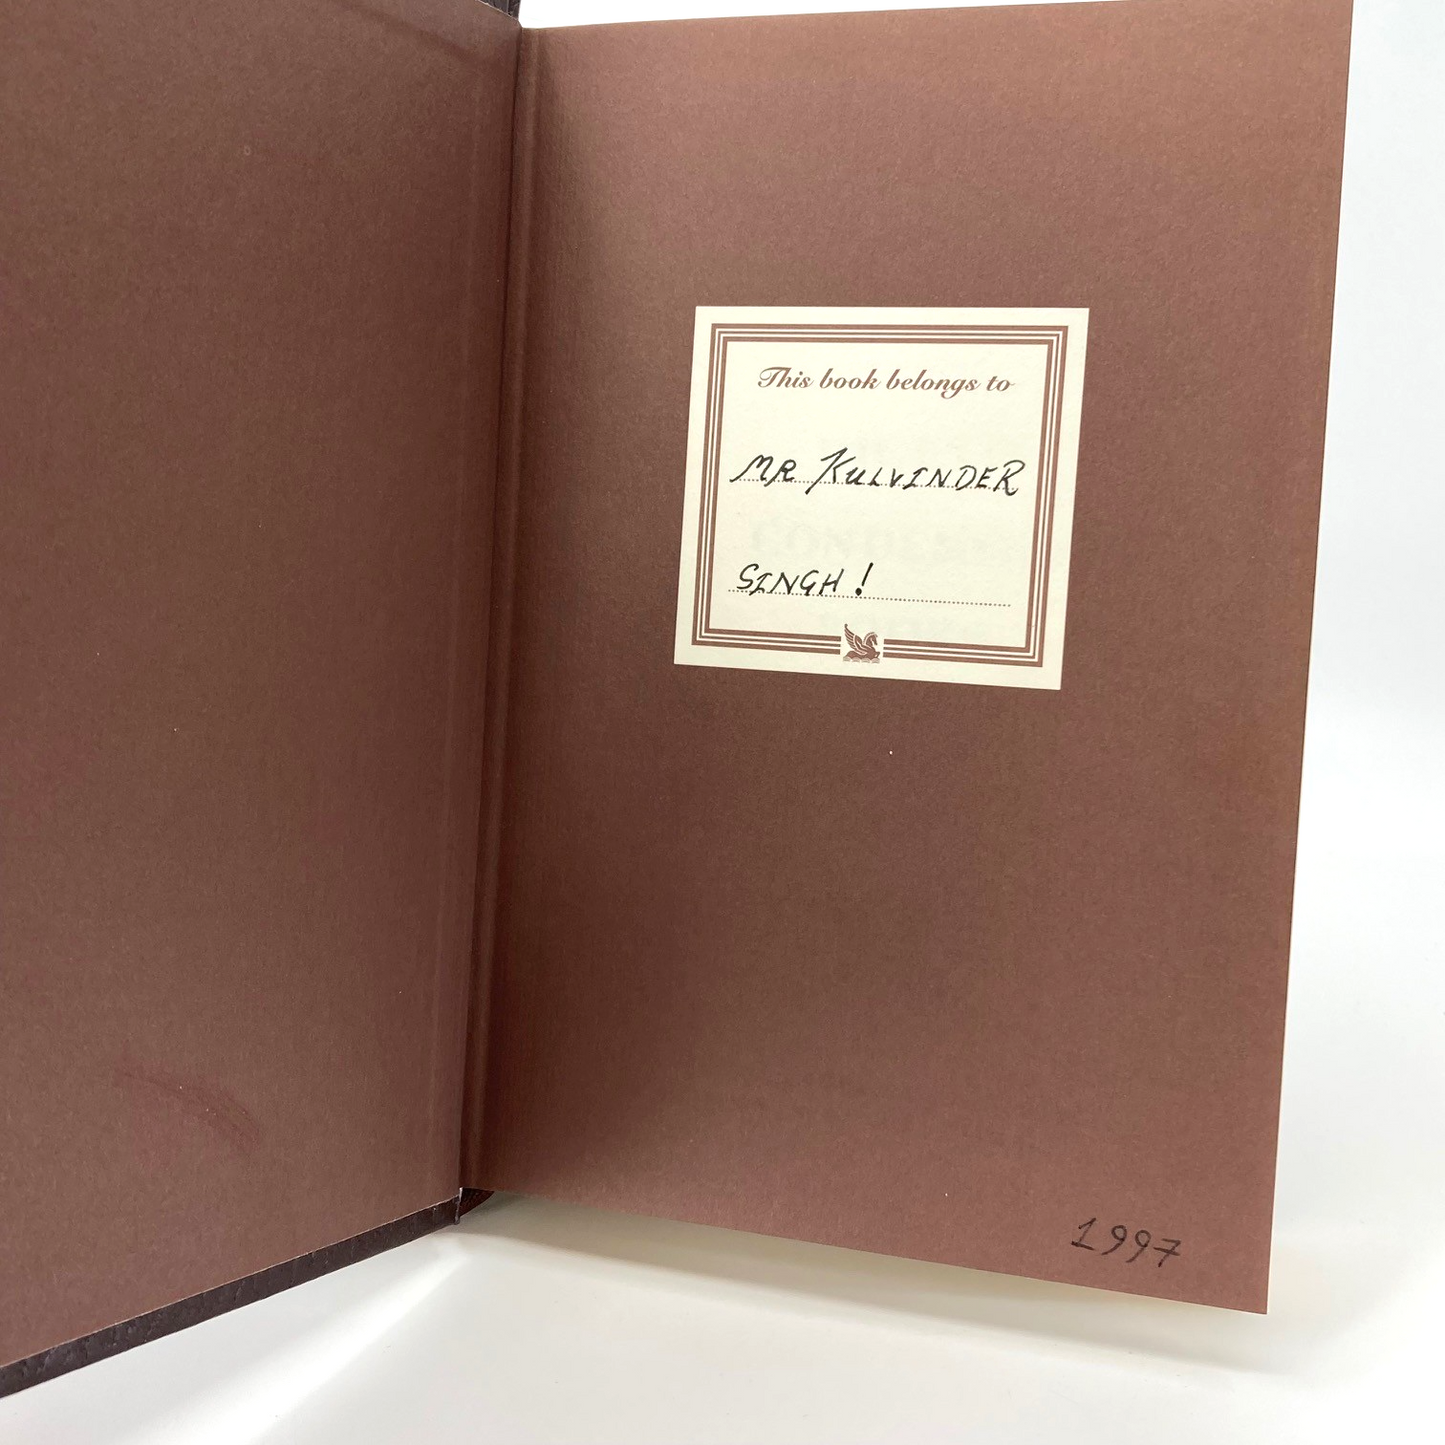 This book belongs to
MR KULVINDER
SINGH!
1997